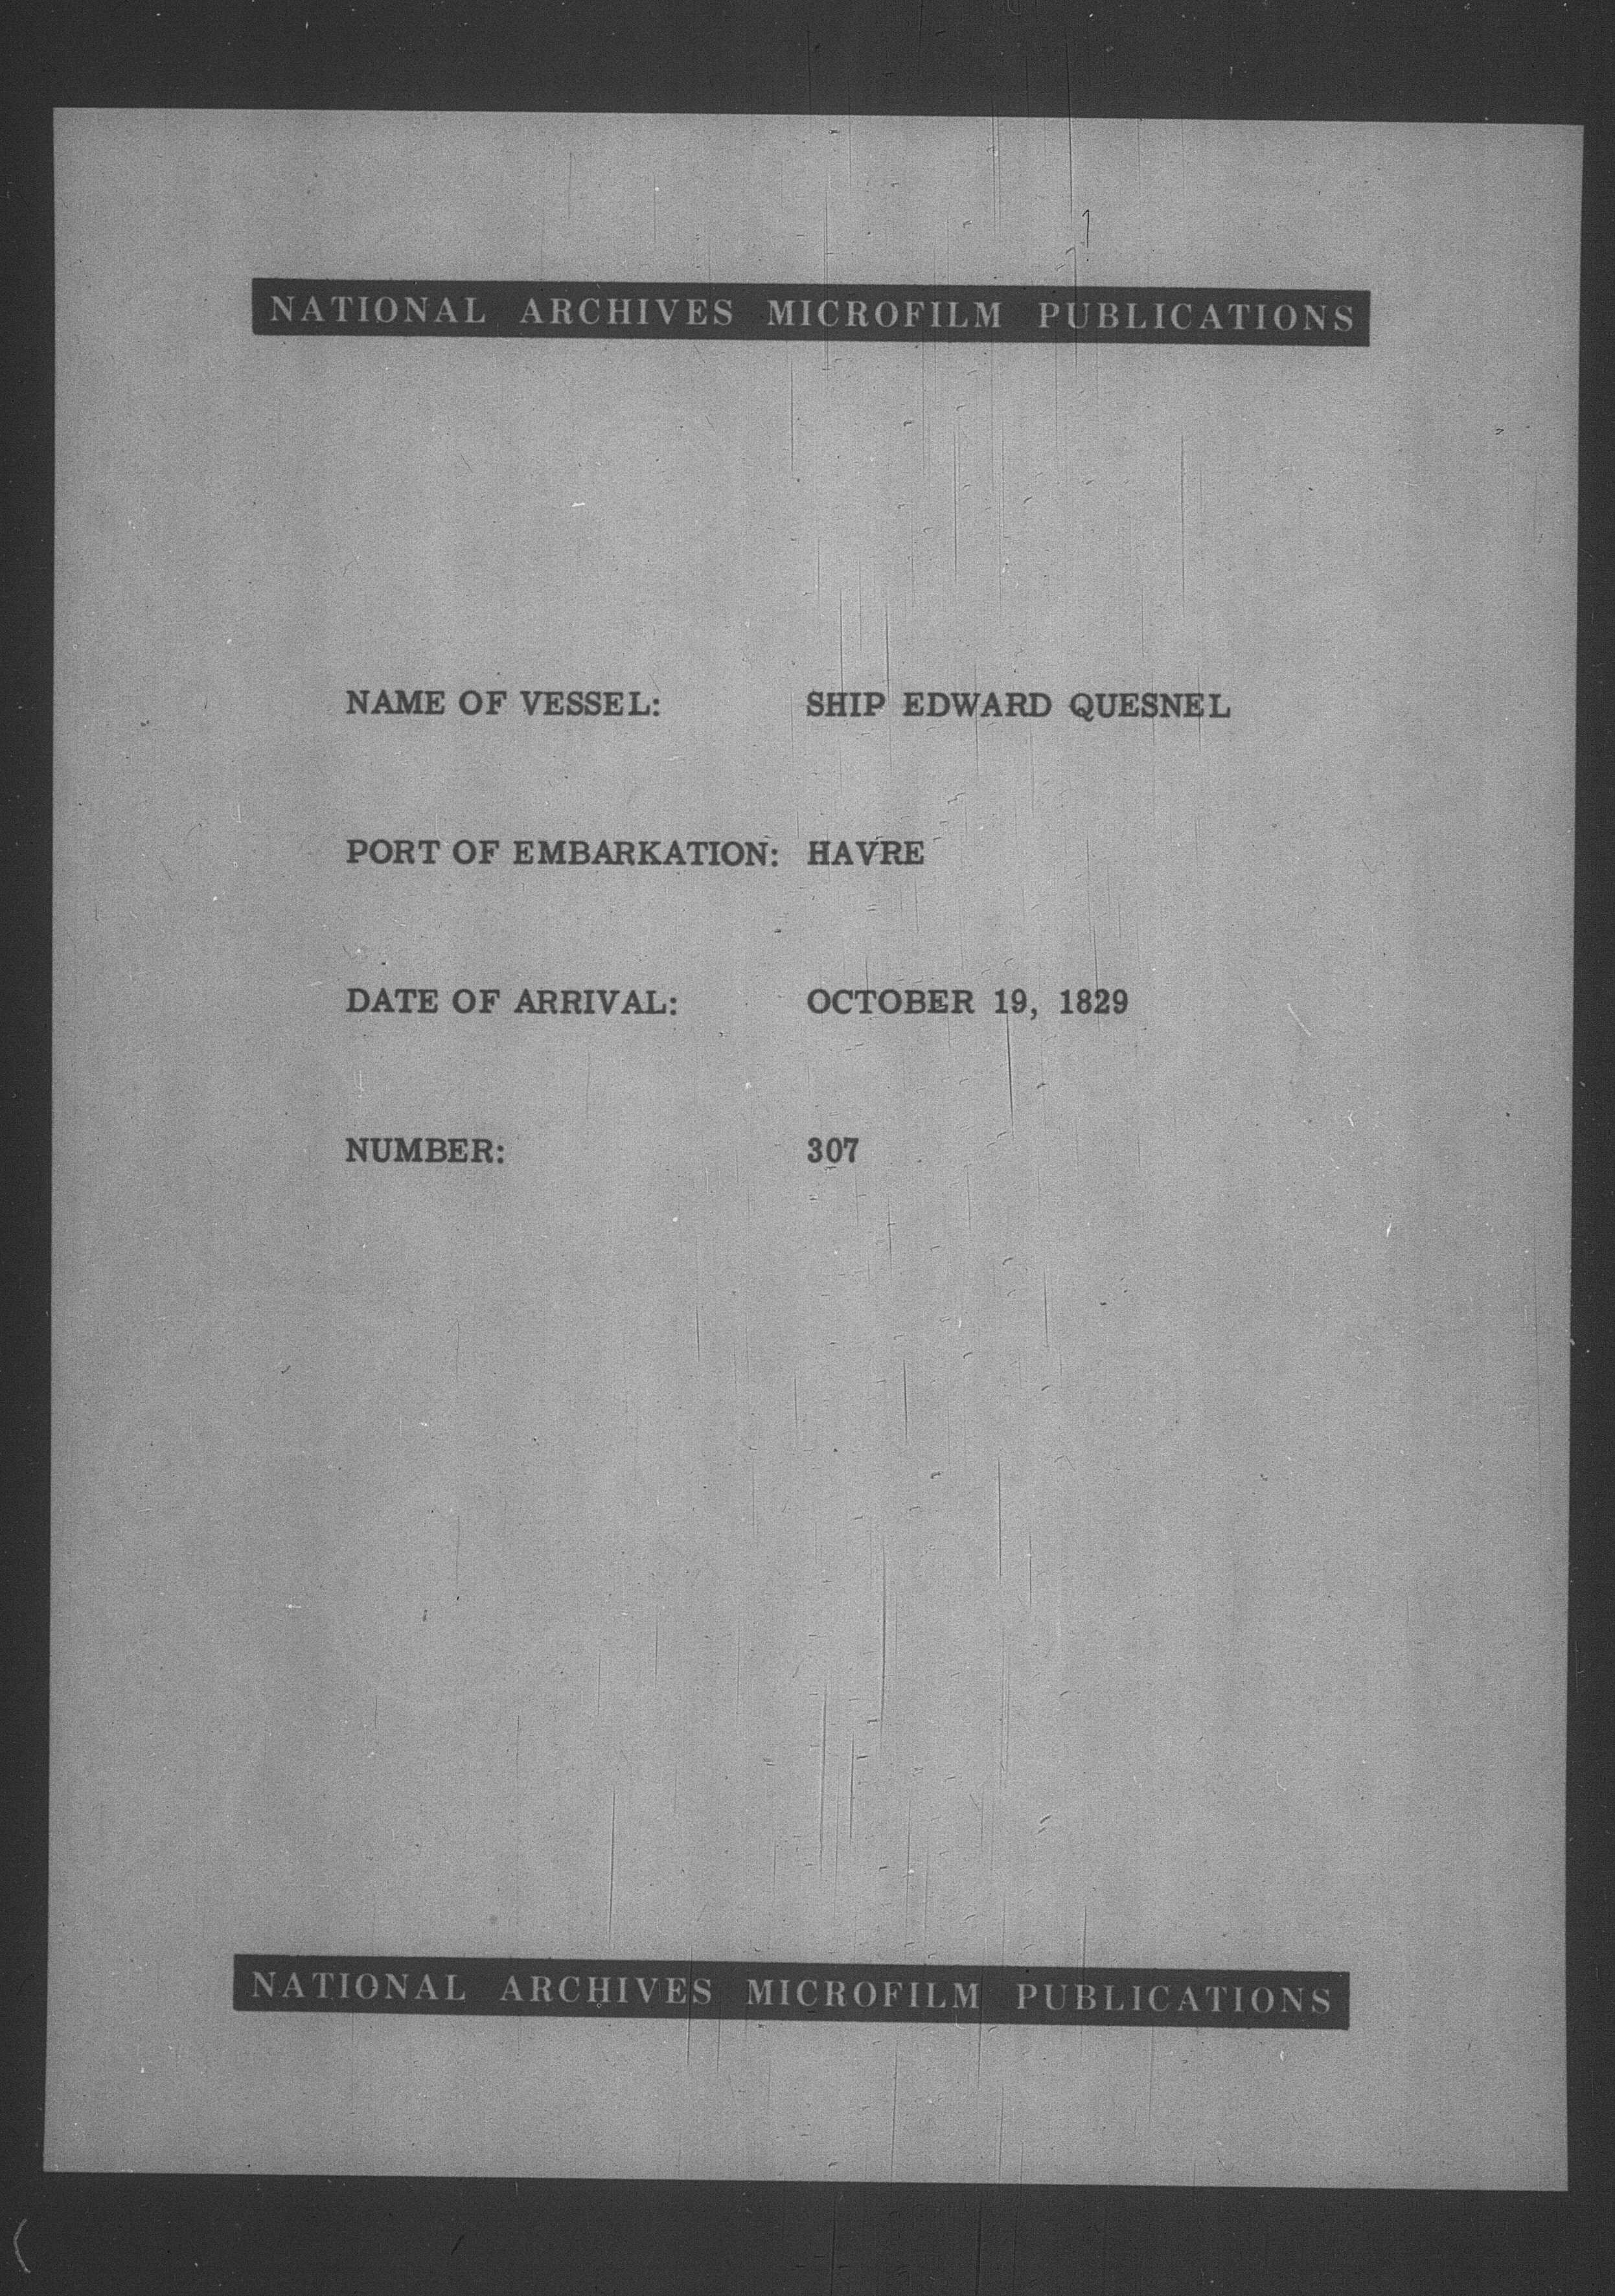 NATIONAL ARCHIVES MICROFILM PUBLICATIONS
NAME OF VESSEL: SHIP EDWARD QUESNEL
PORT OF EMBARKATION: HAVRE
DATE OF ARRIVAL: OCTOBER 19, 1829
NUMBER: 307
NATIONAL ARCHIVES MICROFILM PUBLICATIONS